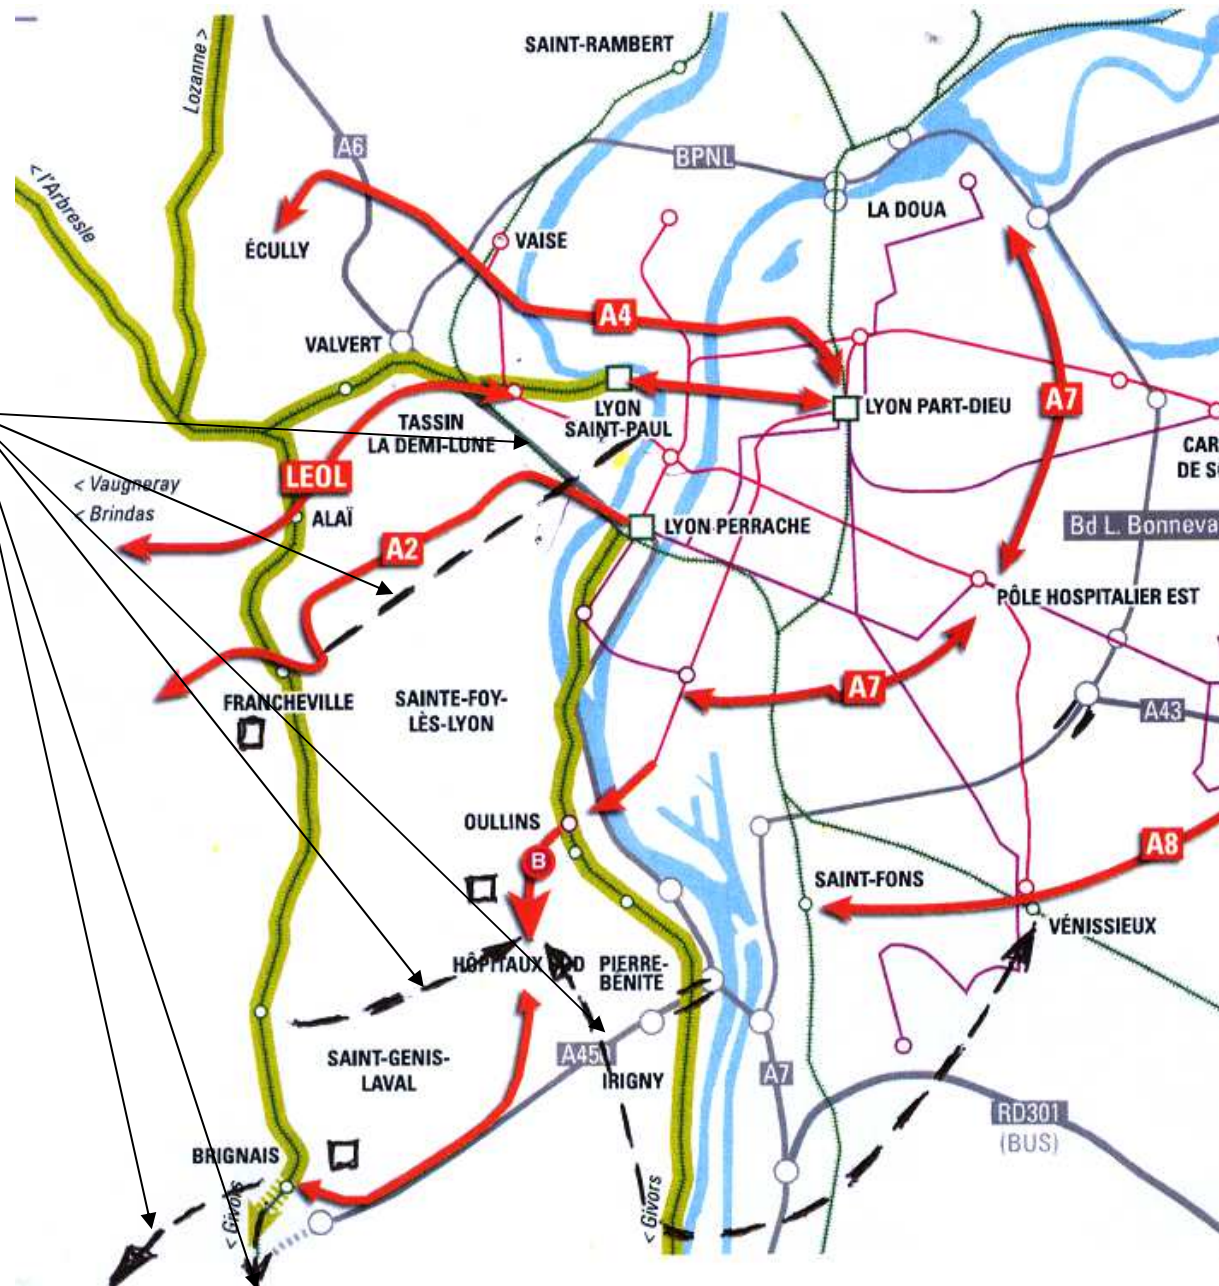 SAINT-RAMBERT
Lozanne >
A6
BPNL
< l'Arbresle
LA DOUA
ÉCULLY
VAISE
A4
VALVERT
A7
LYON
SAINT-PAUL
LYON PART-DIEU
TASSIN
LA DEMI-LUNE
CAR
DE S
LEOL
< Vaugneray
< Brindas
ALAÏ
LYON PERRACHE
Bd L. Bonneva
A2
PÔLE HOSPITALIER EST
FRANCHEVILLE
SAINTE-FOY-
LÈS-LYON
A7
A43
OULLINS
B
A8
SAINT-FONS
VÉNISSIEUX
HÔPITAUX SUD
PIERRE-
BÉNITE
SAINT-GENIS-
LAVAL
A450
IRIGNY
A7
RD301
(BUS)
BRIGNAIS
< Givors
< Givors